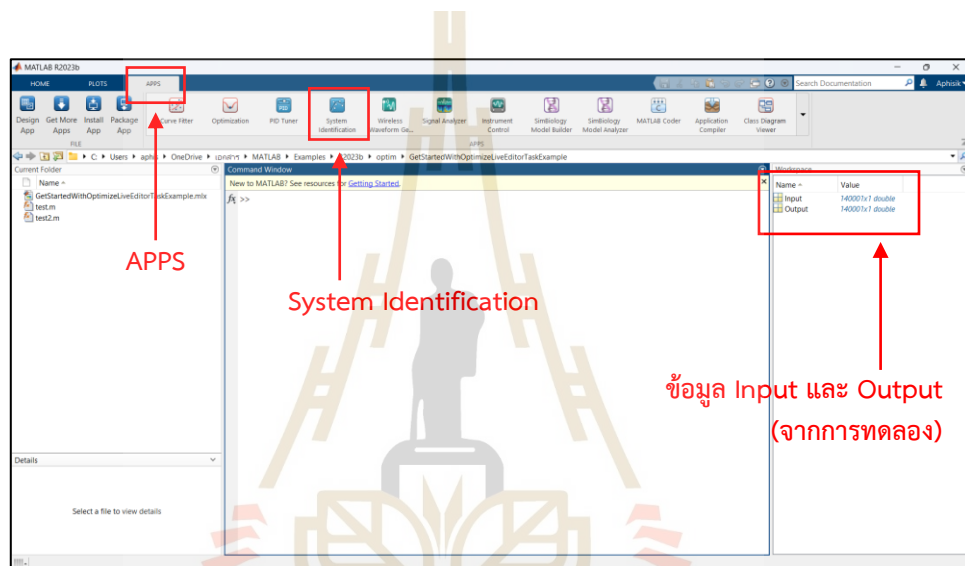 MATLAB R2023b
HOME PLOTS APPS Search Documentation Aphisik
Design App Get More Apps Install App Package App Curve Fitter Optimization PID Tuner System Identification Wireless Waveform Ge... Signal Analyzer Instrument Control SimBiology Model Builder SimBiology Model Analyzer MATLAB Coder Application Compiler Class Diagram Viewer
FILE APPS
C: Users OneDrive เอกสาร MATLAB Examples R2023b optim GetStartedWithOptimizeLiveEditorTaskExample
Current Folder Command Window Workspace
Name New to MATLAB? See resources for Getting Started. Name Value
GetStartedWithOptimizeLiveEditorTaskExample.mlx fx >> Input 140001x1 double
test.m Output 140001x1 double
test2.m
APPS
System Identification
ข้อมูล Input และ Output
(จากการทดลอง)
Details
Select a file to view details